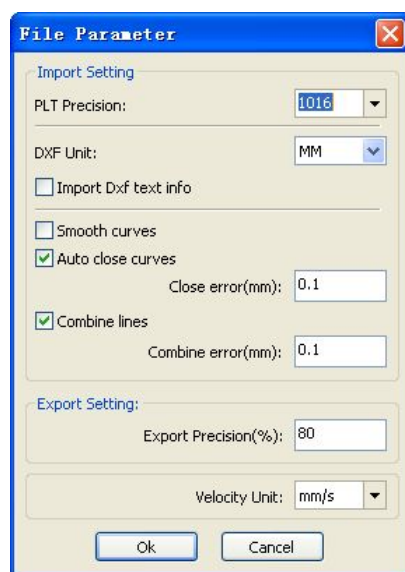 File Parameter
Import Setting
PLT Precision: 1016
DXF Unit: MM
Import Dxf text info
Smooth curves
Auto close curves
Close error(mm): 0.1
Combine lines
Combine error(mm): 0.1
Export Setting:
Export Precision(%): 80
Velocity Unit: mm/s
Ok Cancel